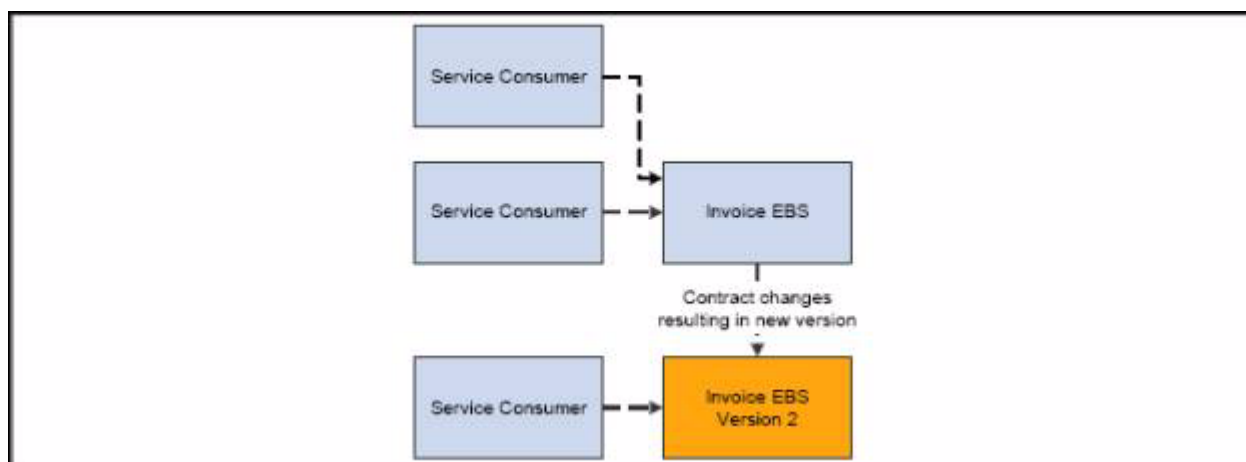 Service Consumer
Service Consumer
Invoice EBS
Contract changes
resulting in new version
Service Consumer
Invoice EBS
Version 2